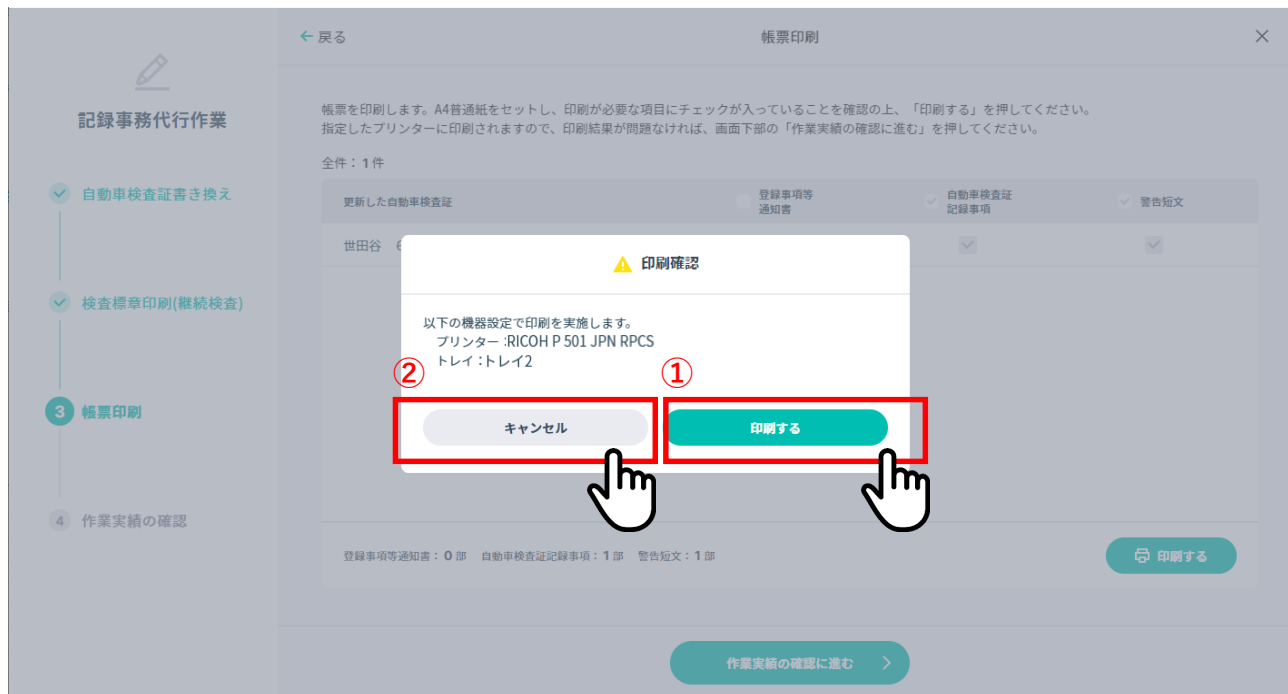 ← 戻る
帳票印刷
記録事務代行作業
帳票を印刷します。A4普通紙をセットし、印刷が必要な項目にチェックが入っていることを確認の上、「印刷する」を押してください。
指定したプリンターに印刷されますので、印刷結果が問題なければ、画面下部の「作業実績の確認に進む」を押してください。
全件：1件
自動車検査証書き換え
検査標章印刷(継続検査)
3 帳票印刷
4 作業実績の確認
更新した自動車検査証
登録事項等
通知書
自動車検査証
記録事項
警告短文
世田谷
印刷確認
以下の機器設定で印刷を実施します。
プリンター：RICOH P 501 JPN RPCS
トレイ：トレイ2
② ①
キャンセル 印刷する
登録事項等通知書：0 部 自動車検査証記録事項：1 部 警告短文：1 部
印刷する
作業実績の確認に進む